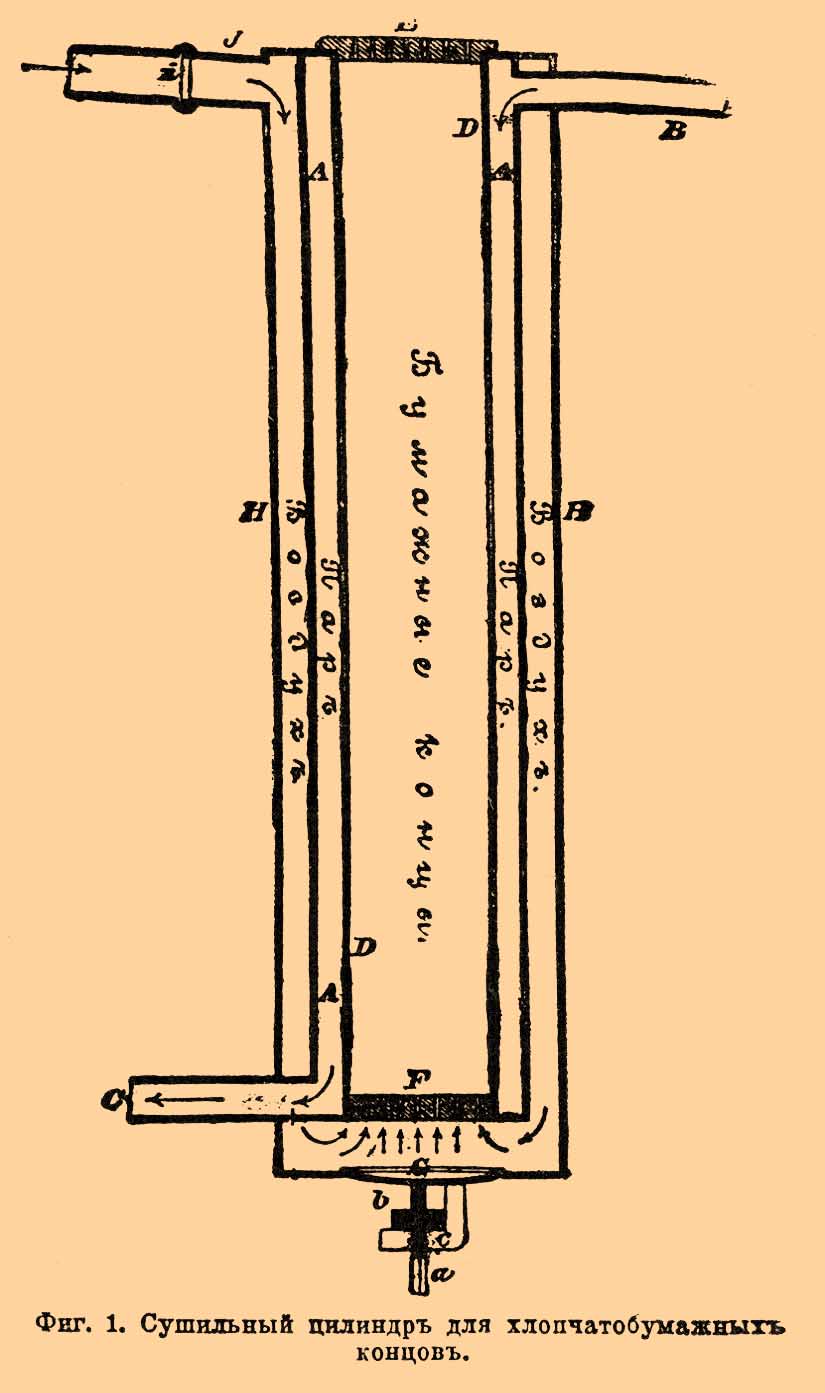 J
D
B
A
A
Бумажные концы.
H
Воздухъ
Паръ
Паръ.
Воздухъ.
H
D
A
F
C
G
b
c
a
Фиг. 1. Сушильный цилиндръ для хлопчатобумажныхъ
концовъ.